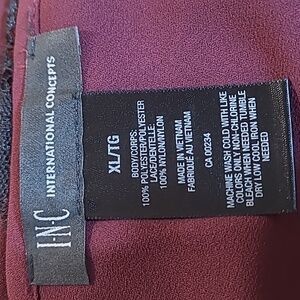 I·N·C
INTERNATIONAL CONCEPTS
XL/TG
BODY/CORPS:
100% POLYESTER/POLYESTER
LACE/DENTELLE:
100% NYLON/NYLON
MADE IN VIETNAM
FABRIQUÉ AU VIETNAM
CA 00234
MACHINE WASH COLD WITH LIKE
COLORS ONLY NON-CHLORINE
BLEACH WHEN NEEDED TUMBLE
DRY LOW COOL IRON WHEN
NEEDED